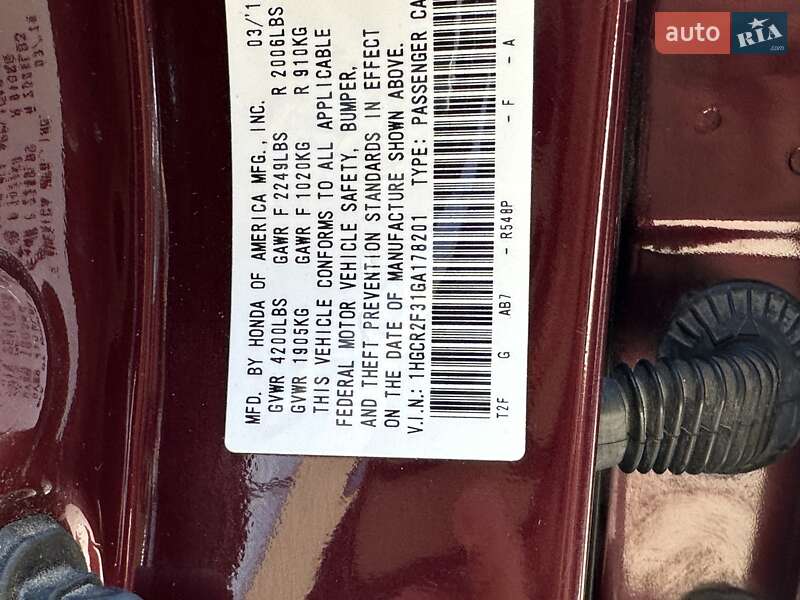 MFD. BY HONDA OF AMERICA MFG., INC. 03/'1
GVWR 4200LBS GAWR F 2249LBS R 2006LBS
GVWR 1905KG GAWR F 1020KG R 910KG
THIS VEHICLE CONFORMS TO ALL APPLICABLE
FEDERAL MOTOR VEHICLE SAFETY, BUMPER,
AND THEFT PREVENTION STANDARDS IN EFFECT
ON THE DATE OF MANUFACTURE SHOWN ABOVE.
V.I.N.: 1HGCR2F31GA178201 TYPE: PASSENGER CA
T2F G AB7 - R548P - F - A
auto RIA
.com